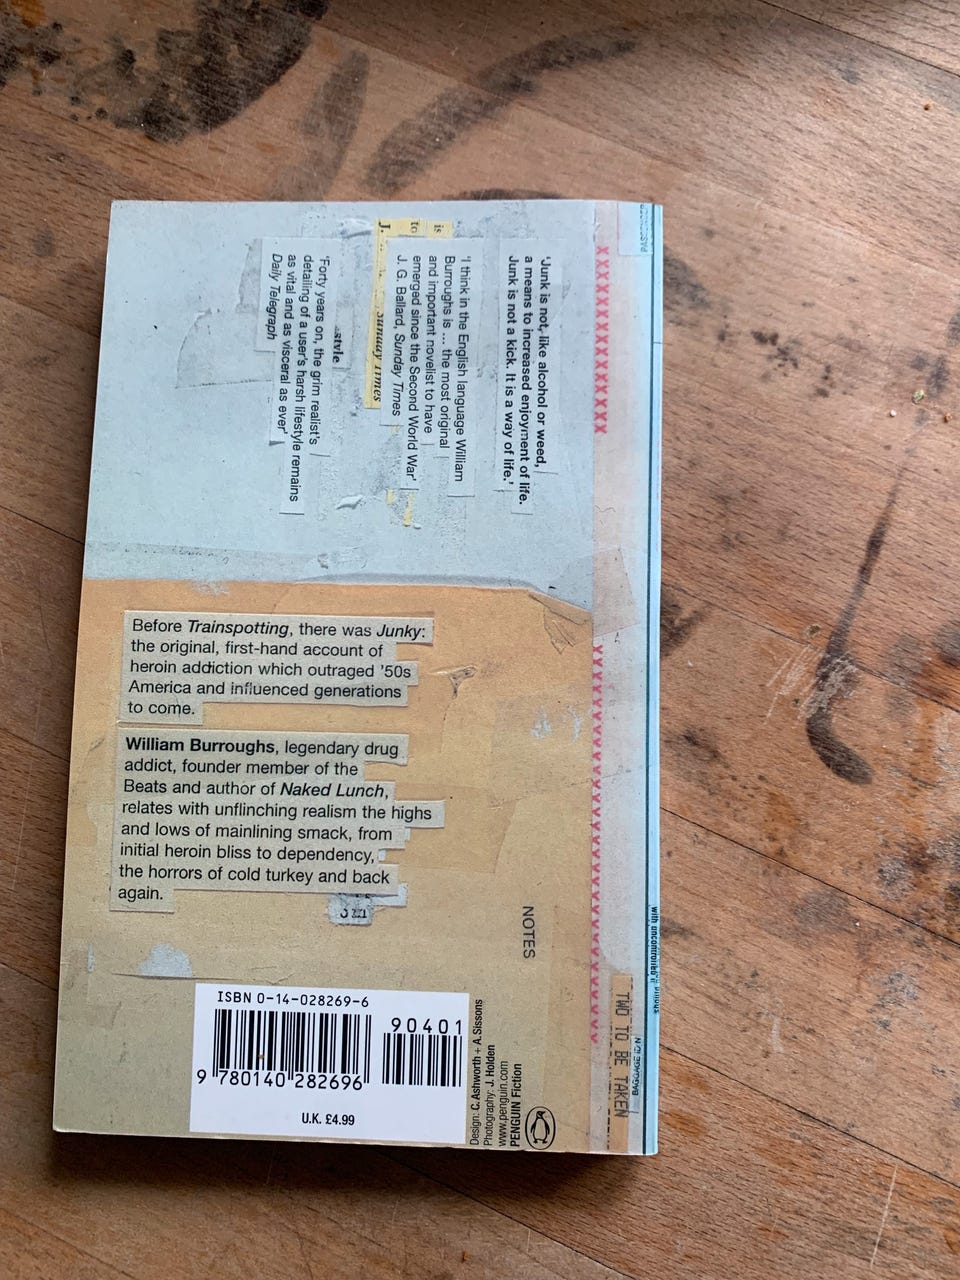 'Junk is not, like alcohol or weed,
a means to increased enjoyment of life.
Junk is not a kick. It is a way of life.'
'I think in the English language William
Burroughs is ... the most original
and important novelist to have
emerged since the Second World War'
J. G. Ballard, Sunday Times
is
to
J.
Sunday Times
style
'Forty years on, the grim realist's
detailing of a user's harsh lifestyle remains
as vital and as visceral as ever'
Daily Telegraph
Before Trainspotting, there was Junky:
the original, first-hand account of
heroin addiction which outraged '50s
America and influenced generations
to come.
William Burroughs, legendary drug
addict, founder member of the
Beats and author of Naked Lunch,
relates with unflinching realism the highs
and lows of mainlining smack, from
initial heroin bliss to dependency,
the horrors of cold turkey and back
again.
NOTES
TWO TO BE TAKEN
ISBN 0-14-028269-6
90401
9 780140 282696
U.K. £4.99
Design: C. Ashworth + A. Sissons
Photography: J. Holden
www.penguin.com
PENGUIN Fiction